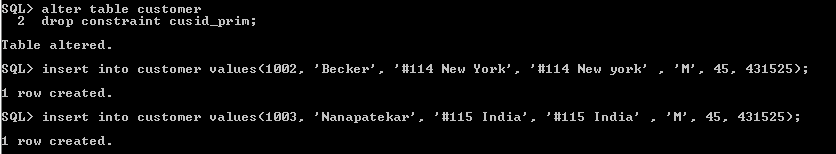 SQL> alter table customer
  2  drop constraint cusid_prim;
Table altered.
SQL> insert into customer values(1002, 'Becker', '#114 New York', '#114 New york' , 'M', 45, 431525);
1 row created.
SQL> insert into customer values(1003, 'Nanapatekar', '#115 India', '#115 India' , 'M', 45, 431525);
1 row created.